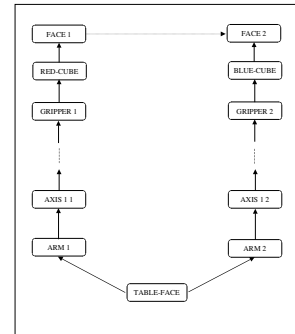 FACE 1 FACE 2
RED-CUBE BLUE-CUBE
GRIPPER 1 GRIPPER 2
AXIS 1 1 AXIS 1 2
ARM 1 ARM 2
TABLE-FACE